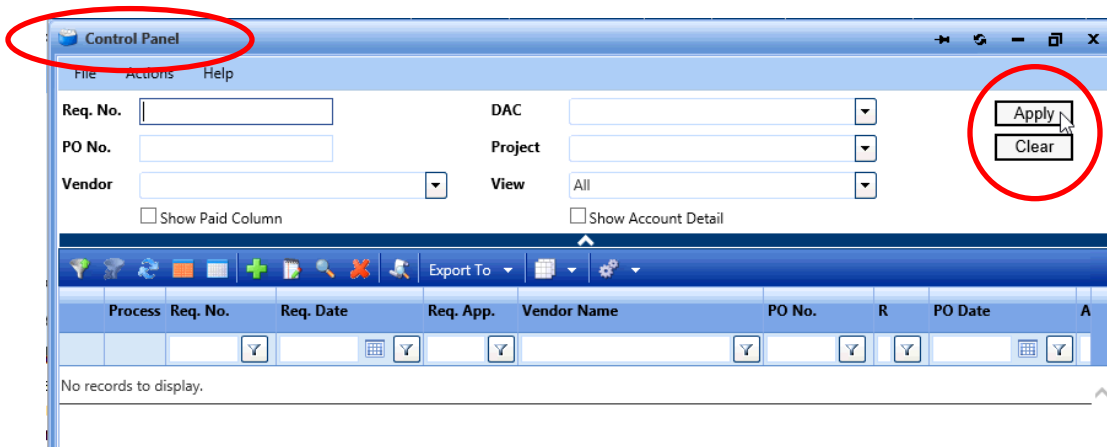 Control Panel
File Actions Help
Req. No. DAC Apply
PO No. Project Clear
Vendor View All
Show Paid Column Show Account Detail
Export To
Process Req. No. Req. Date Req. App. Vendor Name PO No. R PO Date A
No records to display.